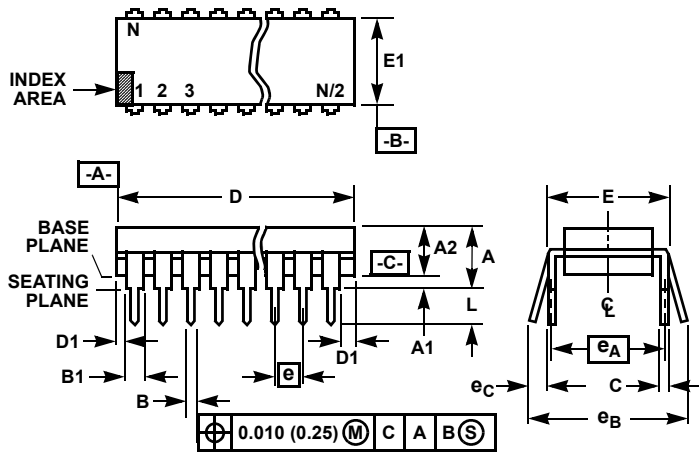 N
E1
INDEX
AREA
1 2 3 N/2
-B-
-A-
D
E
BASE
PLANE
A2
A
-C-
SEATING
PLANE
L
C
L
D1
A1
D1
e
eA
B1
eC
C
B
eB
0.010 (0.25) M C A B S